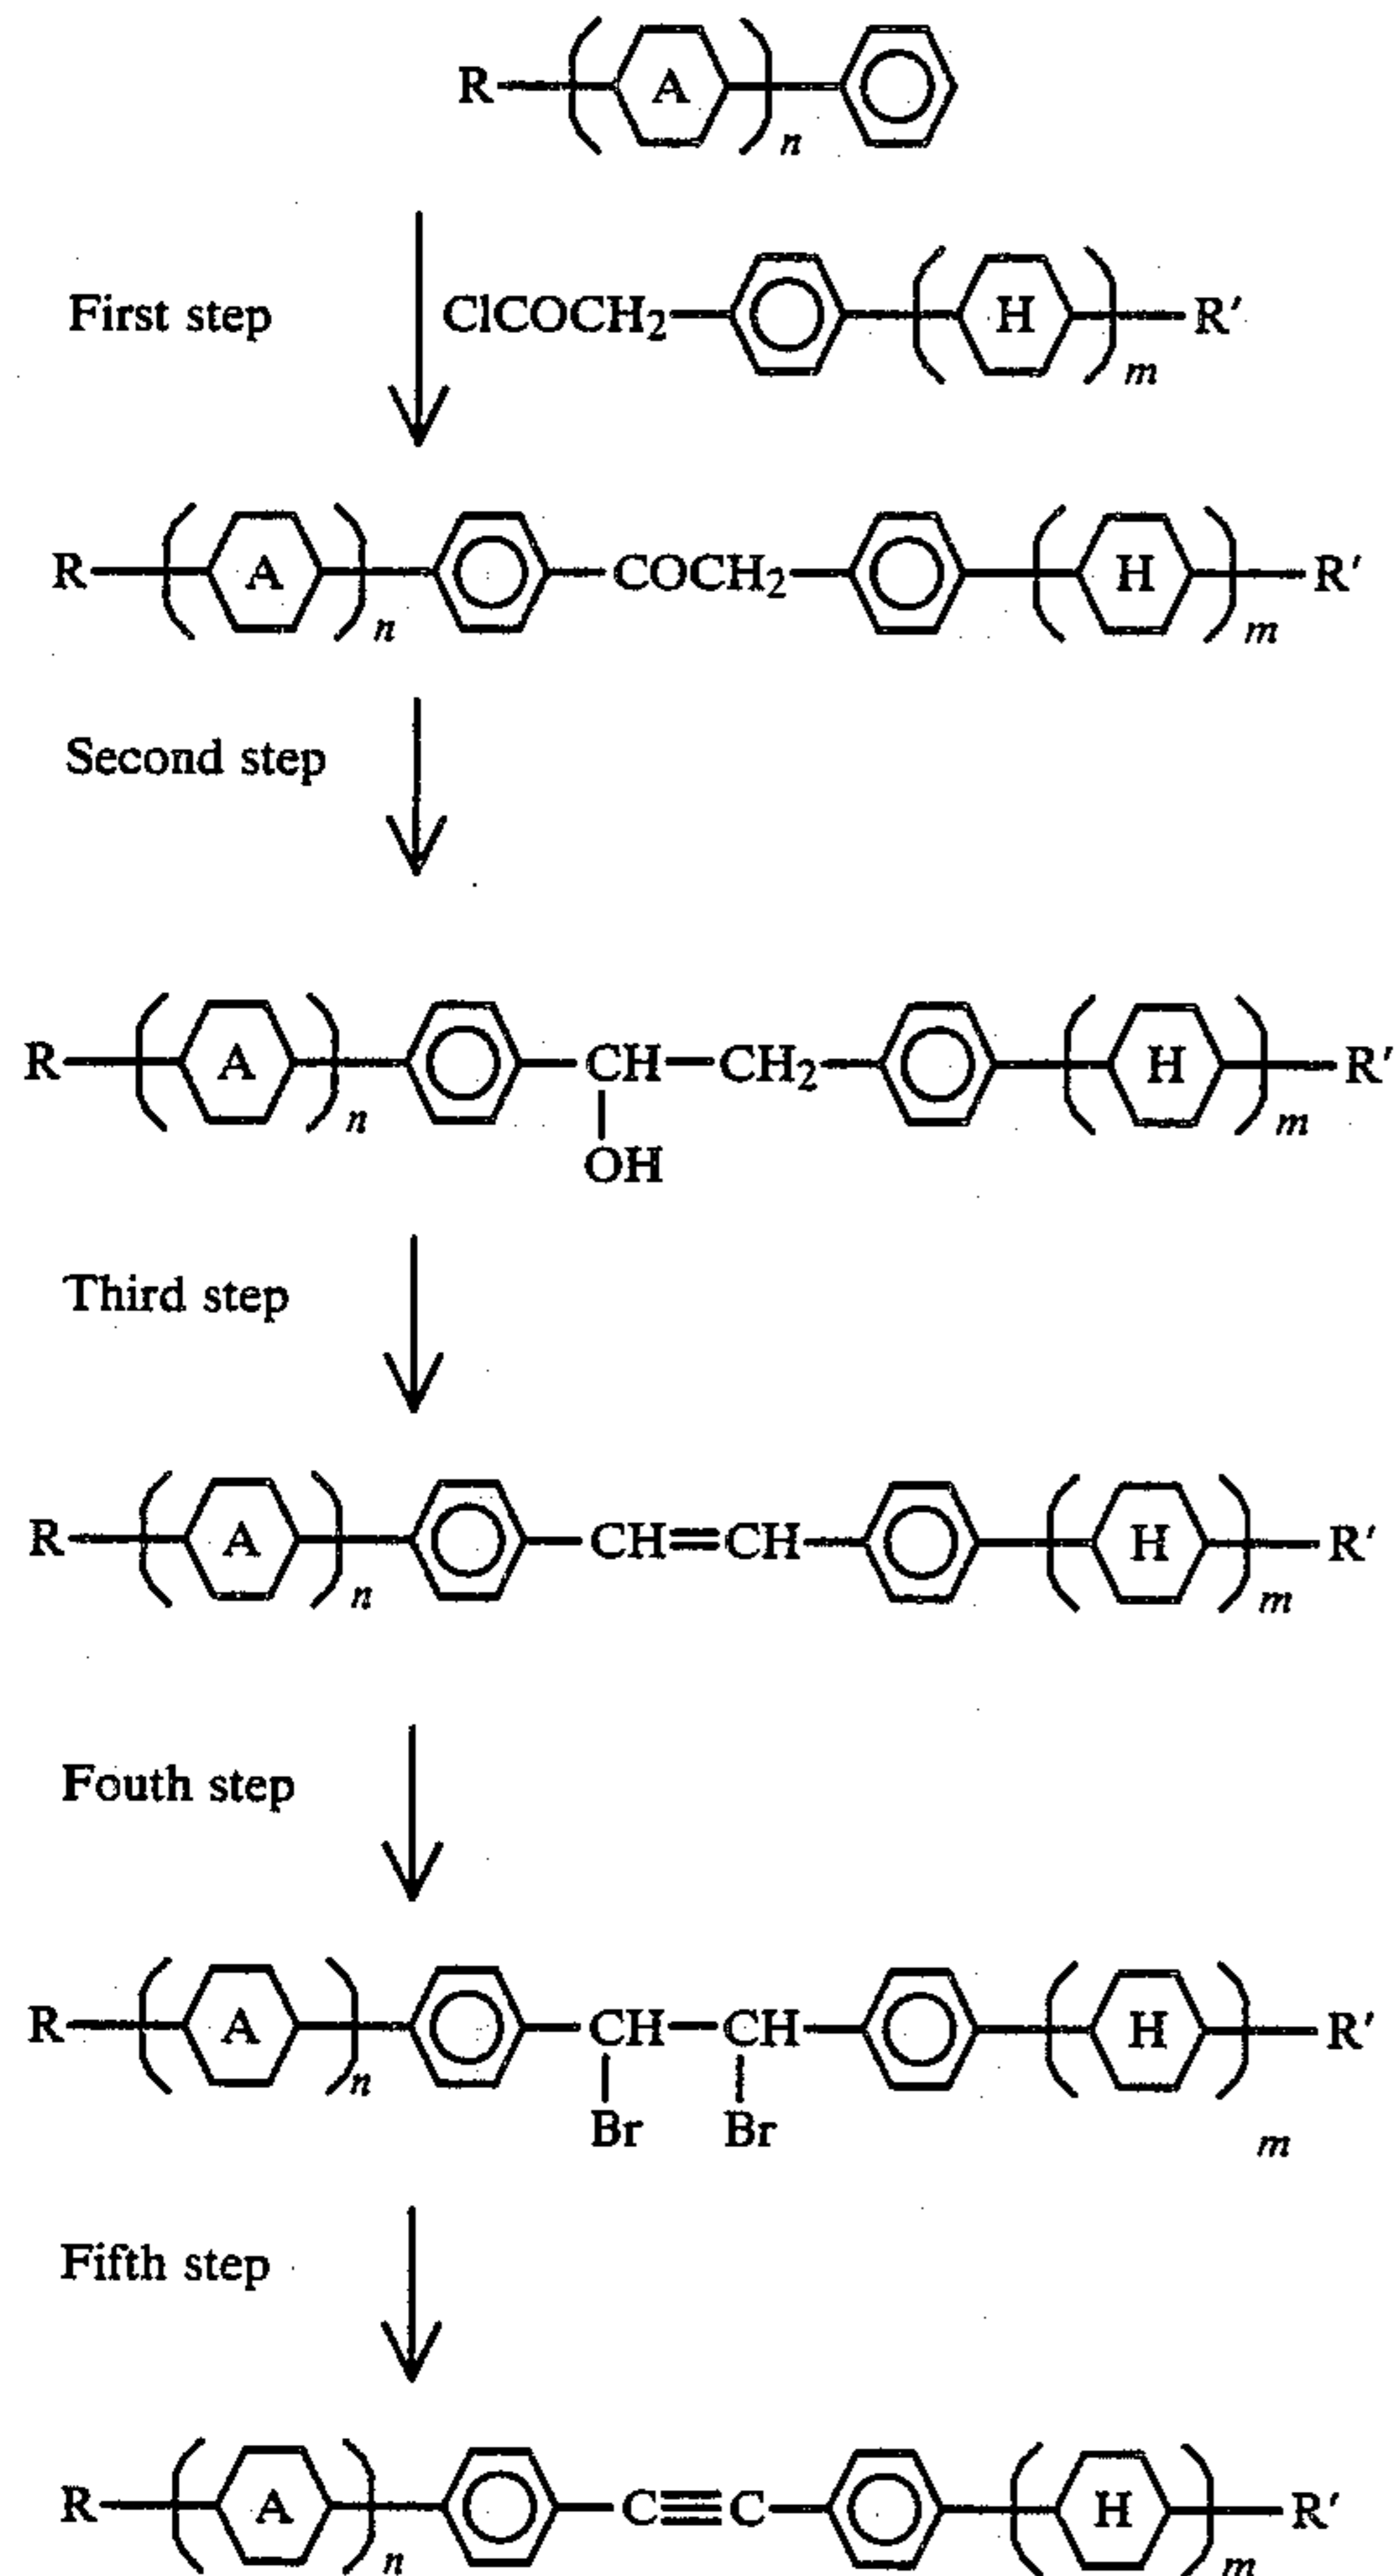 R A n
First step ClCOCH2 H m R'
R A n COCH2 H m R'
Second step
R A n CH CH2 H m R'
OH
Third step
R A n CH=CH H m R'
Fouth step
R A n CH CH H m R'
Br Br
Fifth step
R A n C≡C H m R'